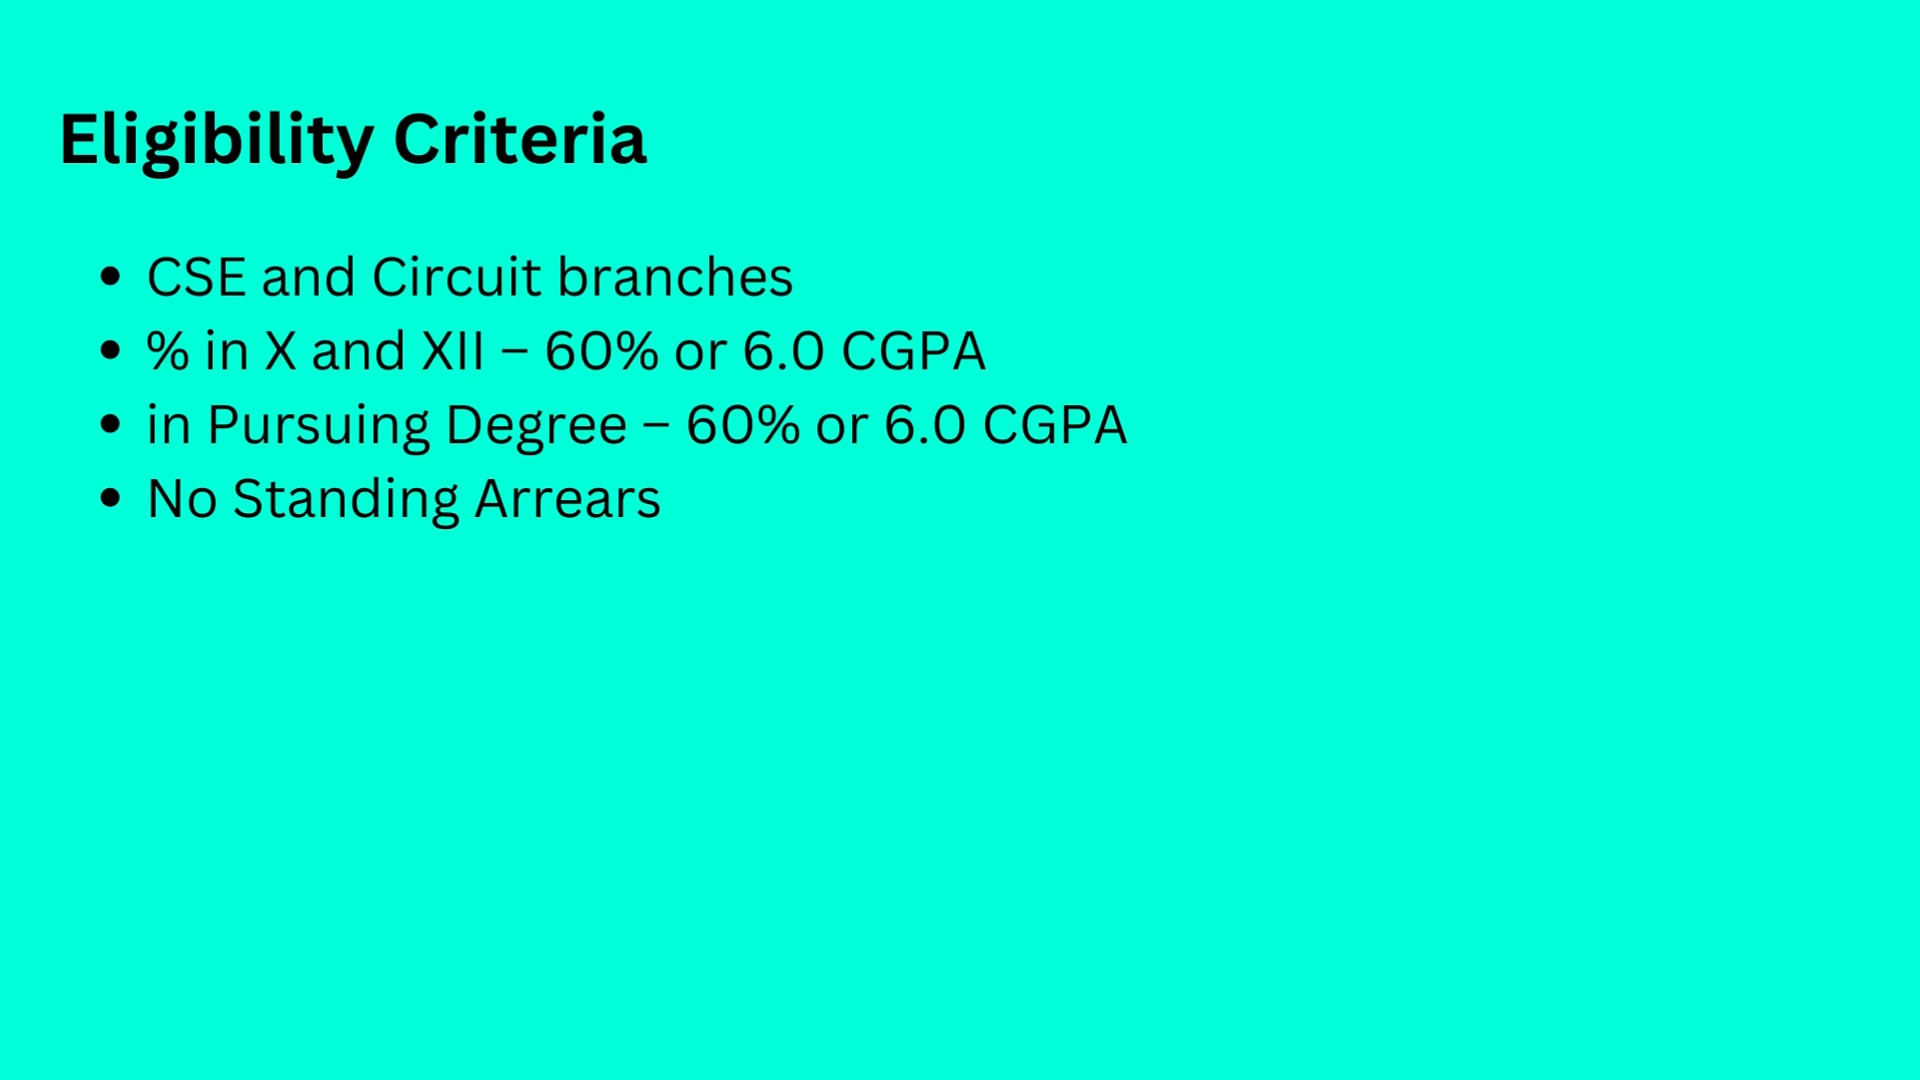 Eligibility Criteria
• CSE and Circuit branches
• % in X and XII – 60% or 6.0 CGPA
• in Pursuing Degree – 60% or 6.0 CGPA
• No Standing Arrears